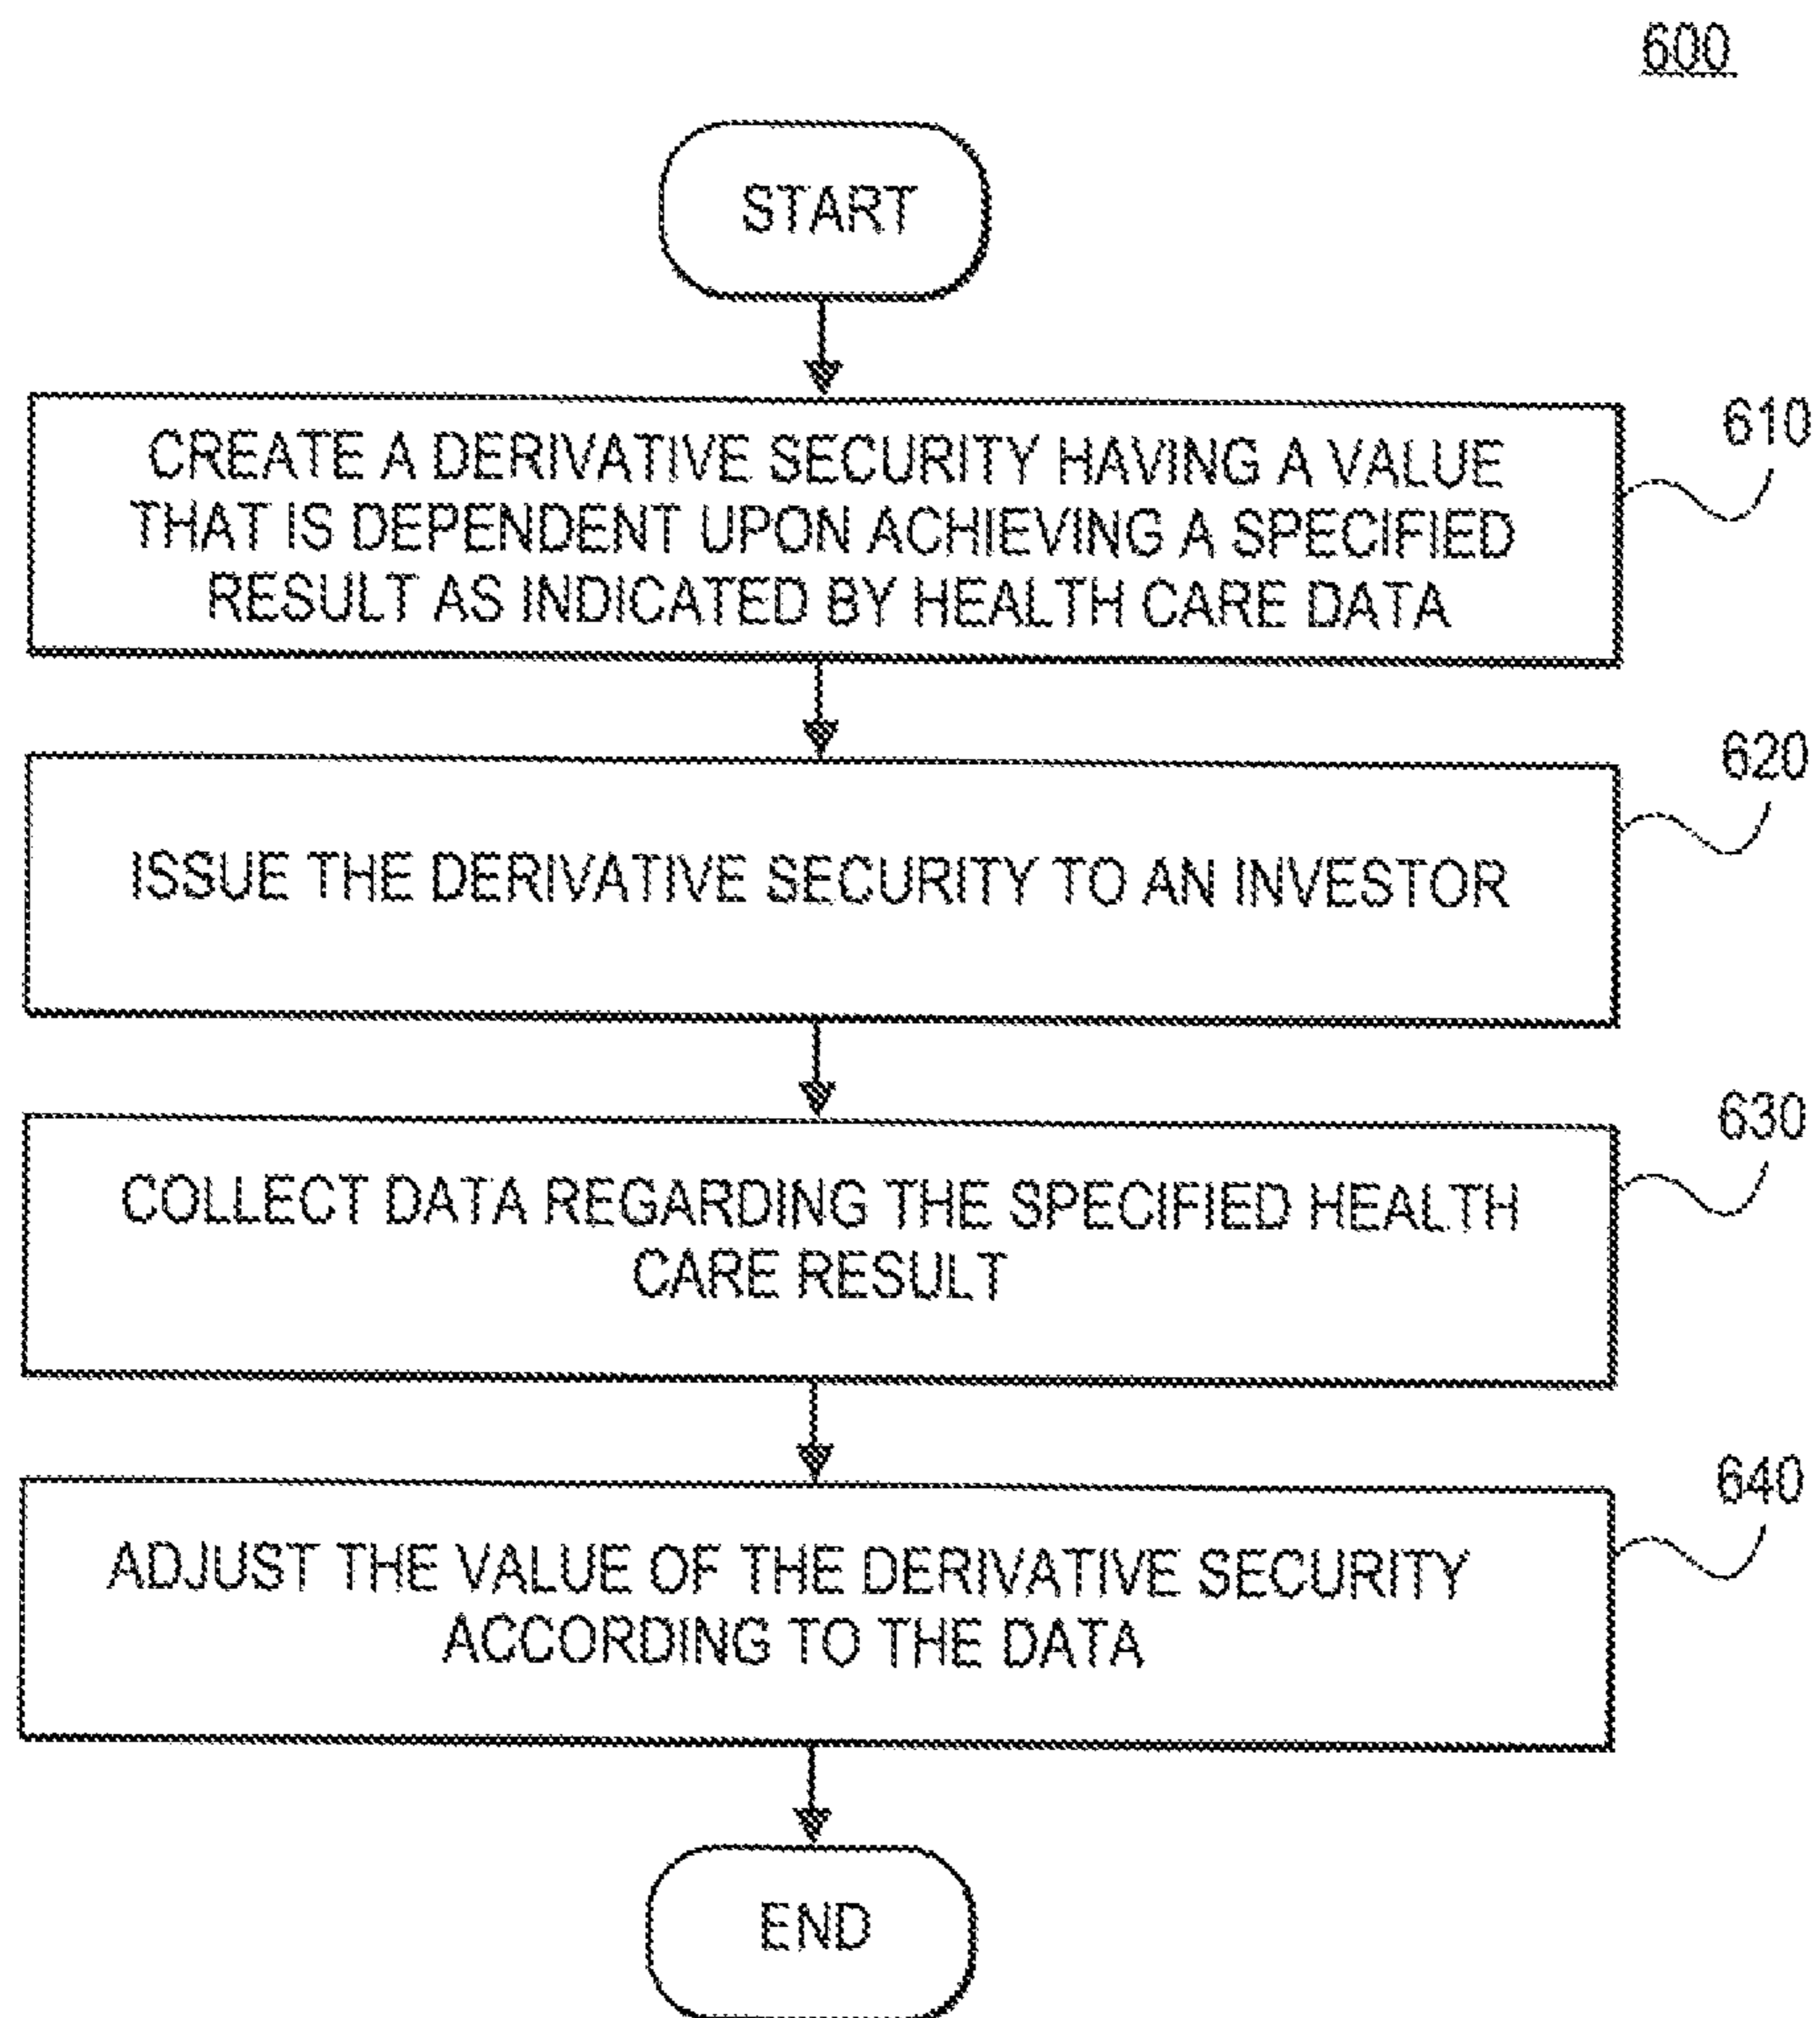 600
START
CREATE A DERIVATIVE SECURITY HAVING A VALUE
THAT IS DEPENDENT UPON ACHIEVING A SPECIFIED
RESULT AS INDICATED BY HEALTH CARE DATA
610
ISSUE THE DERIVATIVE SECURITY TO AN INVESTOR
620
COLLECT DATA REGARDING THE SPECIFIED HEALTH
CARE RESULT
630
ADJUST THE VALUE OF THE DERIVATIVE SECURITY
ACCORDING TO THE DATA
640
END